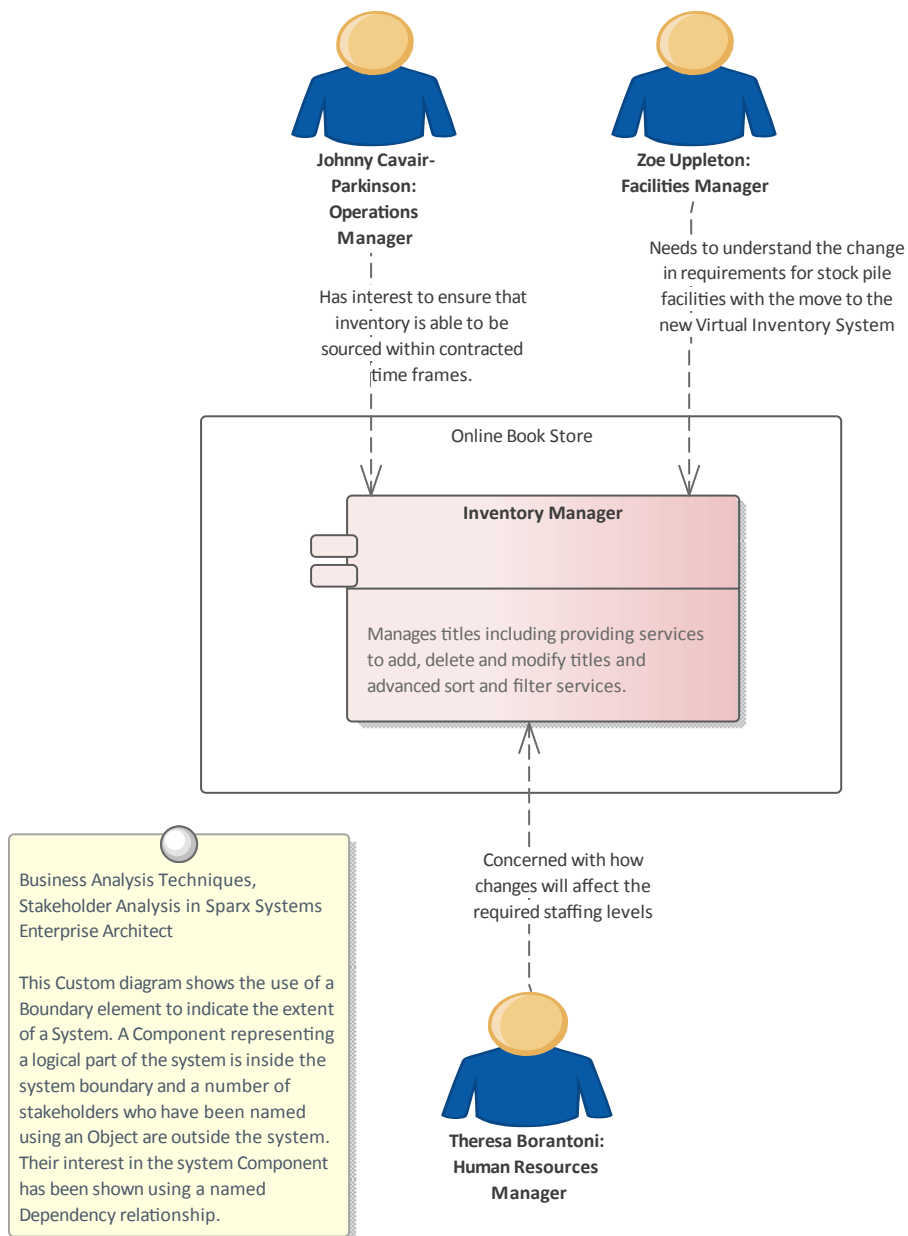 Johnny Cavair-
Parkinson:
Operations
Manager
Zoe Uppleton:
Facilities Manager
Has interest to ensure that
inventory is able to be
sourced within contracted
time frames.
Needs to understand the change
in requirements for stock pile
facilities with the move to the
new Virtual Inventory System
Online Book Store
Inventory Manager
Manages titles including providing services
to add, delete and modify titles and
advanced sort and filter services.
Concerned with how
changes will affect the
required staffing levels
Business Analysis Techniques,
Stakeholder Analysis in Sparx Systems
Enterprise Architect
This Custom diagram shows the use of a
Boundary element to indicate the extent
of a System. A Component representing
a logical part of the system is inside the
system boundary and a number of
stakeholders who have been named
using an Object are outside the system.
Their interest in the system Component
has been shown using a named
Dependency relationship.
Theresa Borantoni:
Human Resources
Manager